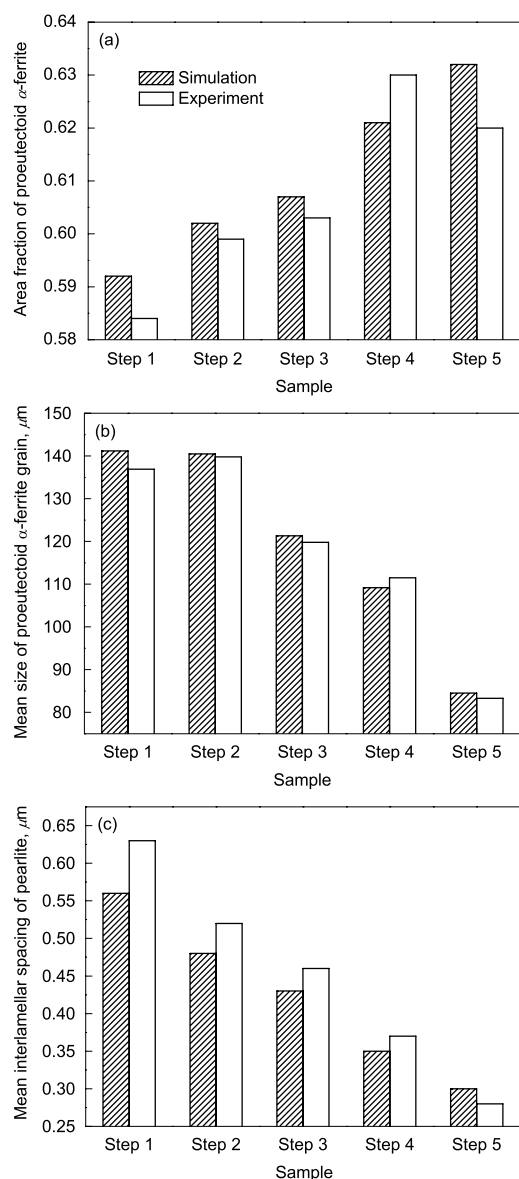 (a)
Simulation
Experiment
Area fraction of proeutectoid α-ferrite
0.64
0.63
0.62
0.61
0.60
0.59
0.58
Step 1 Step 2 Step 3 Step 4 Step 5
Sample
(b)
Mean size of proeutectoid α-ferrite grain, μm
150
140
130
120
110
100
90
80
Step 1 Step 2 Step 3 Step 4 Step 5
Sample
(c)
Mean interlamellar spacing of pearlite, μm
0.65
0.60
0.55
0.50
0.45
0.40
0.35
0.30
0.25
Step 1 Step 2 Step 3 Step 4 Step 5
Sample